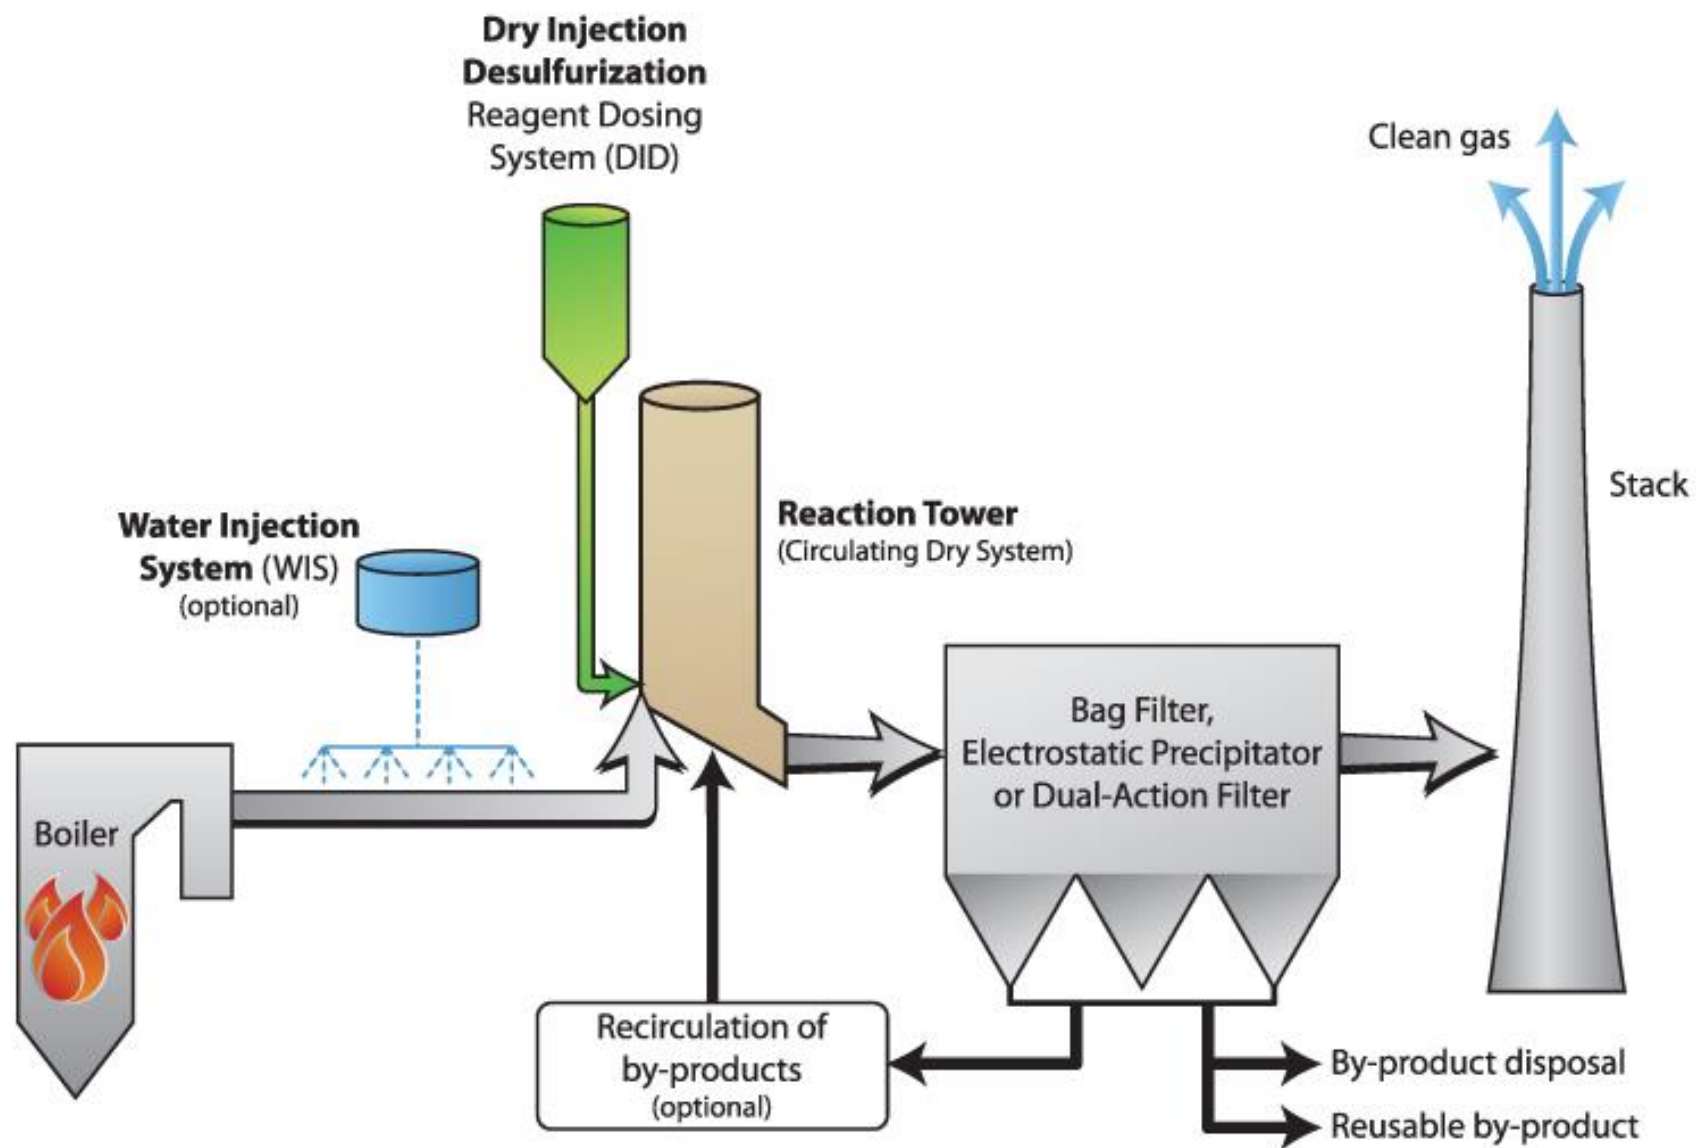 Dry Injection
Desulfurization
Reagent Dosing
System (DID)
Clean gas
Stack
Water Injection
System (WIS)
(optional)
Reaction Tower
(Circulating Dry System)
Bag Filter,
Electrostatic Precipitator
or Dual-Action Filter
Boiler
Recirculation of
by-products
(optional)
By-product disposal
Reusable by-product